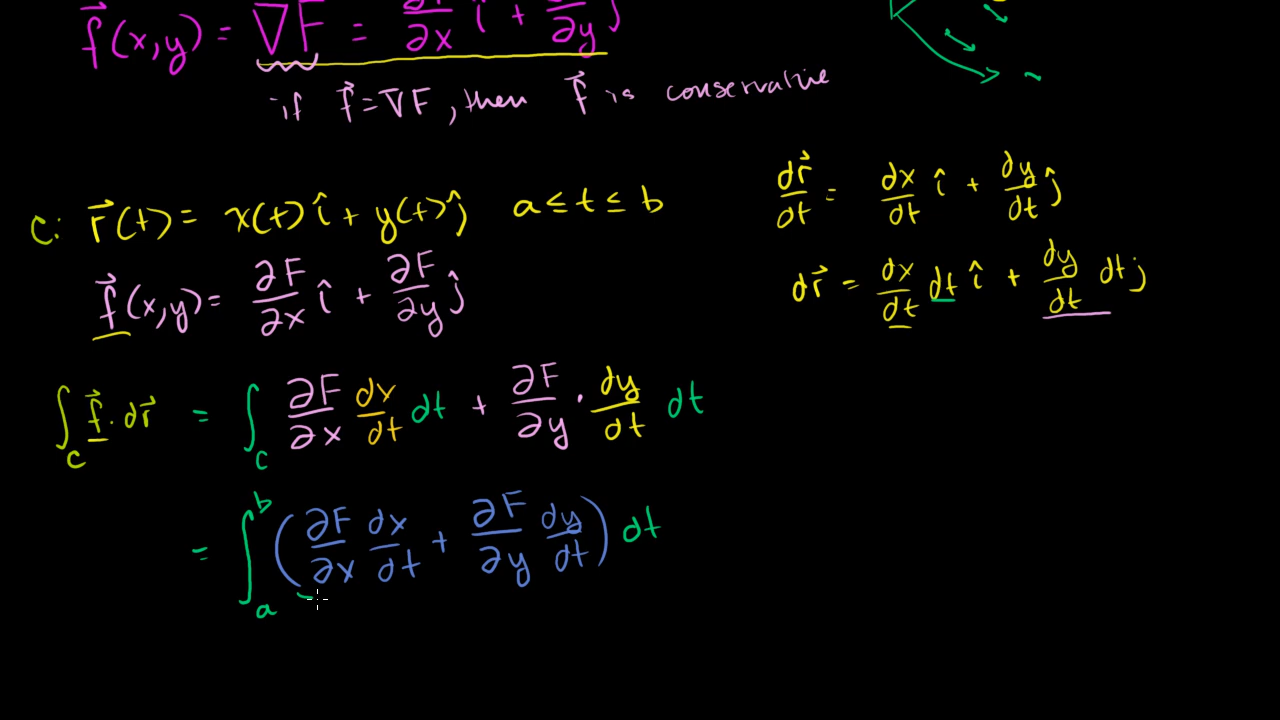 f⃗(x,y) = ∇F = ∂F/∂x î + ∂F/∂y ĵ
if f⃗ = ∇F, then f⃗ is conservative
C: r⃗(t) = x(t) î + y(t) ĵ a ≤ t ≤ b
f⃗(x,y) = ∂F/∂x î + ∂F/∂y ĵ
dr⃗/dt = dx/dt î + dy/dt ĵ
dr⃗ = dx/dt dt î + dy/dt dt j
∫_C f⃗ · dr⃗ = ∫_C ∂F/∂x dx/dt dt + ∂F/∂y · dy/dt dt
= ∫_a^b (∂F/∂x dx/dt + ∂F/∂y dy/dt) dt